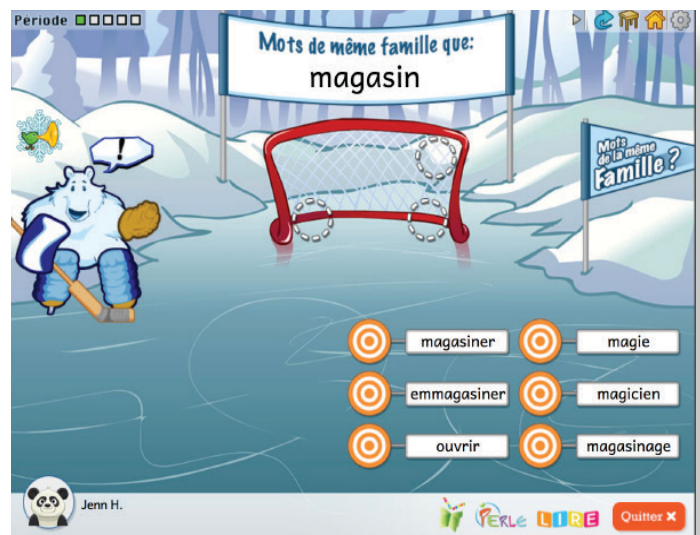 Période
Mots de même famille que:
magasin
!
Mots
de la même
Famille ?
magasiner
magie
emmagasiner
magicien
ouvrir
magasinage
Jenn H.
PERLE
LIRE
Quitter X